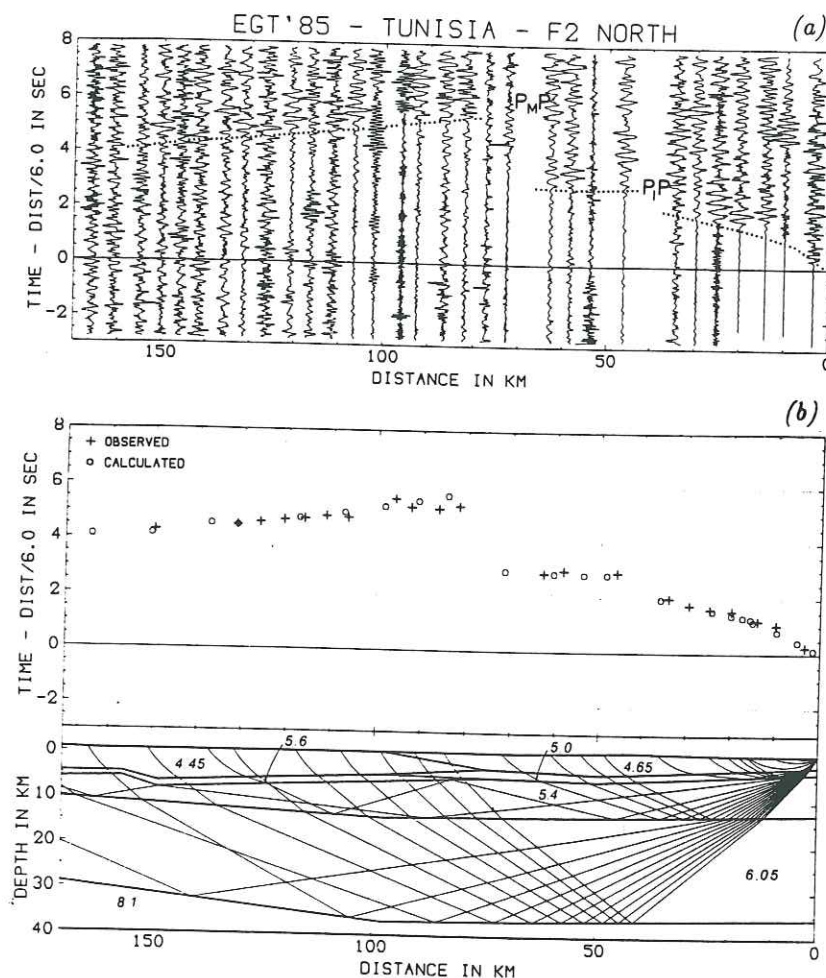 EGT'85 - TUNISIA - F2 NORTH
(a)
TIME - DIST/6.0 IN SEC
8
6
4
2
0
-2
PMP
PIP
150
100
50
0
DISTANCE IN KM
(b)
+ OBSERVED
o CALCULATED
TIME - DIST/6.0 IN SEC
8
6
4
2
0
-2
DEPTH IN KM
0
10
20
30
40
5.6
5.0
4.45
4.65
5.4
6.05
8.1
150
100
50
0
DISTANCE IN KM